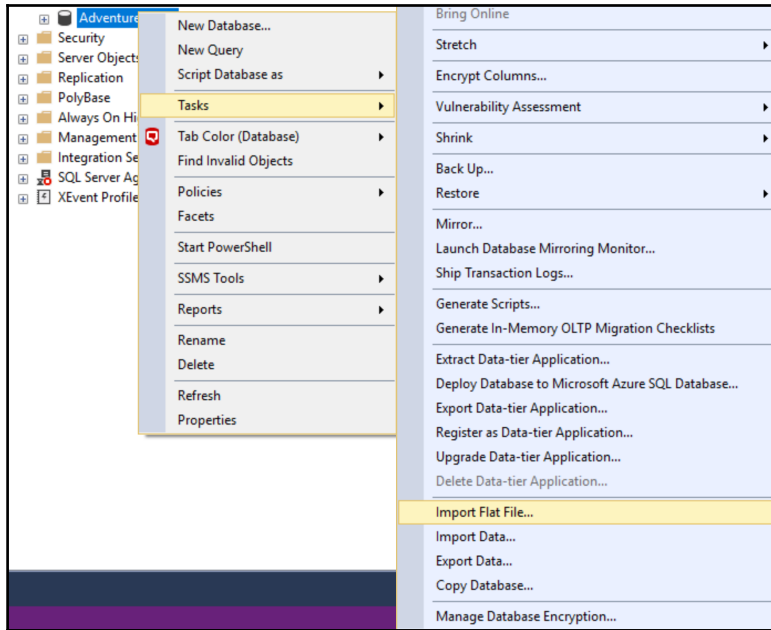 Adventure
Security
Server Objects
Replication
PolyBase
Always On Hi
Management
Integration Se
SQL Server Ag
XEvent Profile
New Database...
New Query
Script Database as
Tasks
Tab Color (Database)
Find Invalid Objects
Policies
Facets
Start PowerShell
SSMS Tools
Reports
Rename
Delete
Refresh
Properties
Bring Online
Stretch
Encrypt Columns...
Vulnerability Assessment
Shrink
Back Up...
Restore
Mirror...
Launch Database Mirroring Monitor...
Ship Transaction Logs...
Generate Scripts...
Generate In-Memory OLTP Migration Checklists
Extract Data-tier Application...
Deploy Database to Microsoft Azure SQL Database...
Export Data-tier Application...
Register as Data-tier Application...
Upgrade Data-tier Application...
Delete Data-tier Application...
Import Flat File...
Import Data...
Export Data...
Copy Database...
Manage Database Encryption...